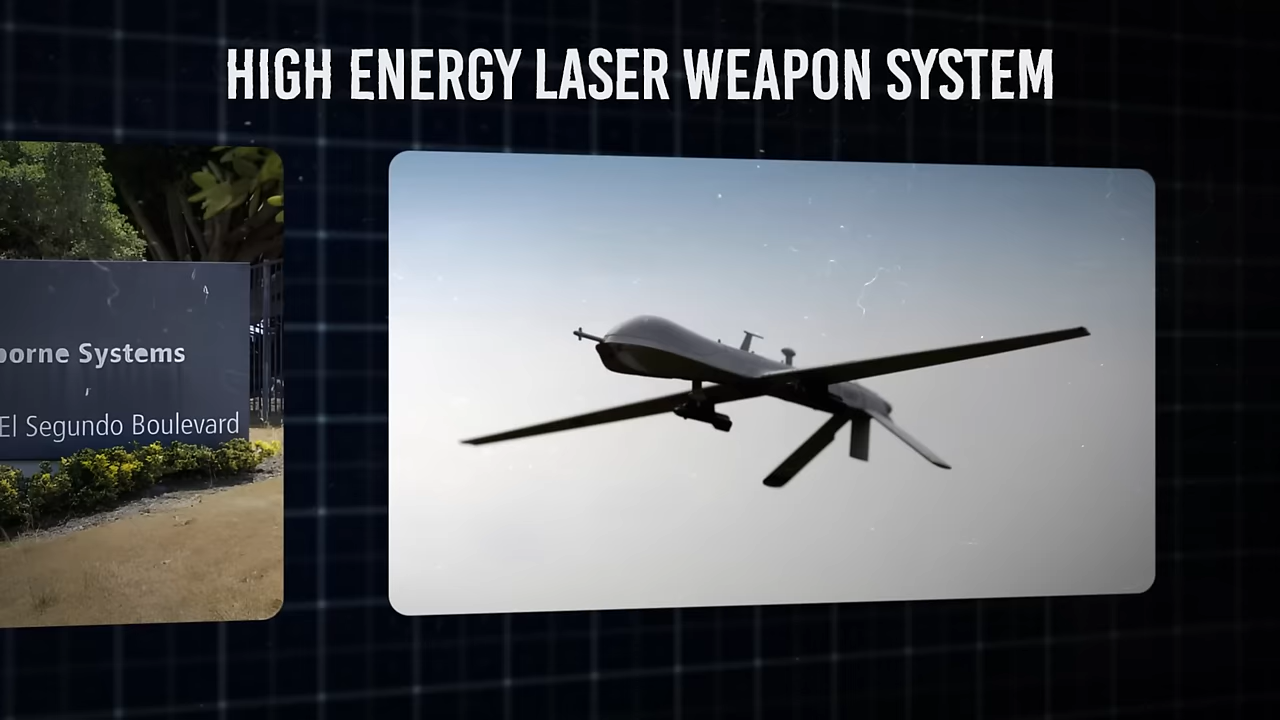 HIGH ENERGY LASER WEAPON SYSTEM
borne Systems
El Segundo Boulevard